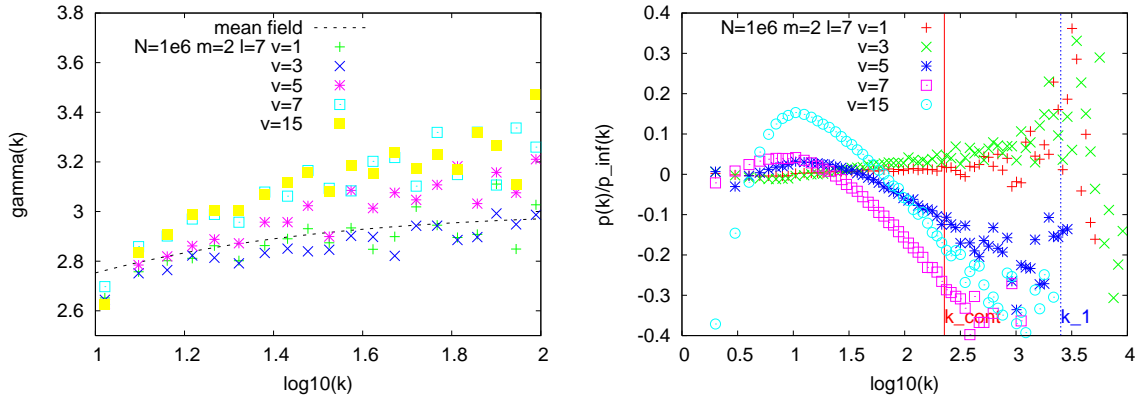 3.8
3.6
3.4
3.2
3
2.8
2.6
gamma(k)
mean field
N=1e6 m=2 l=7 v=1
v=3
v=5
v=7
v=15
1
1.2
1.4
1.6
1.8
2
log10(k)
0.4
0.3
0.2
0.1
0
-0.1
-0.2
-0.3
-0.4
p(k)/p_inf(k)
N=1e6 m=2 l=7 v=1
v=3
v=5
v=7
v=15
k_cont
k_1
0
0.5
1
1.5
2
2.5
3
3.5
4
log10(k)